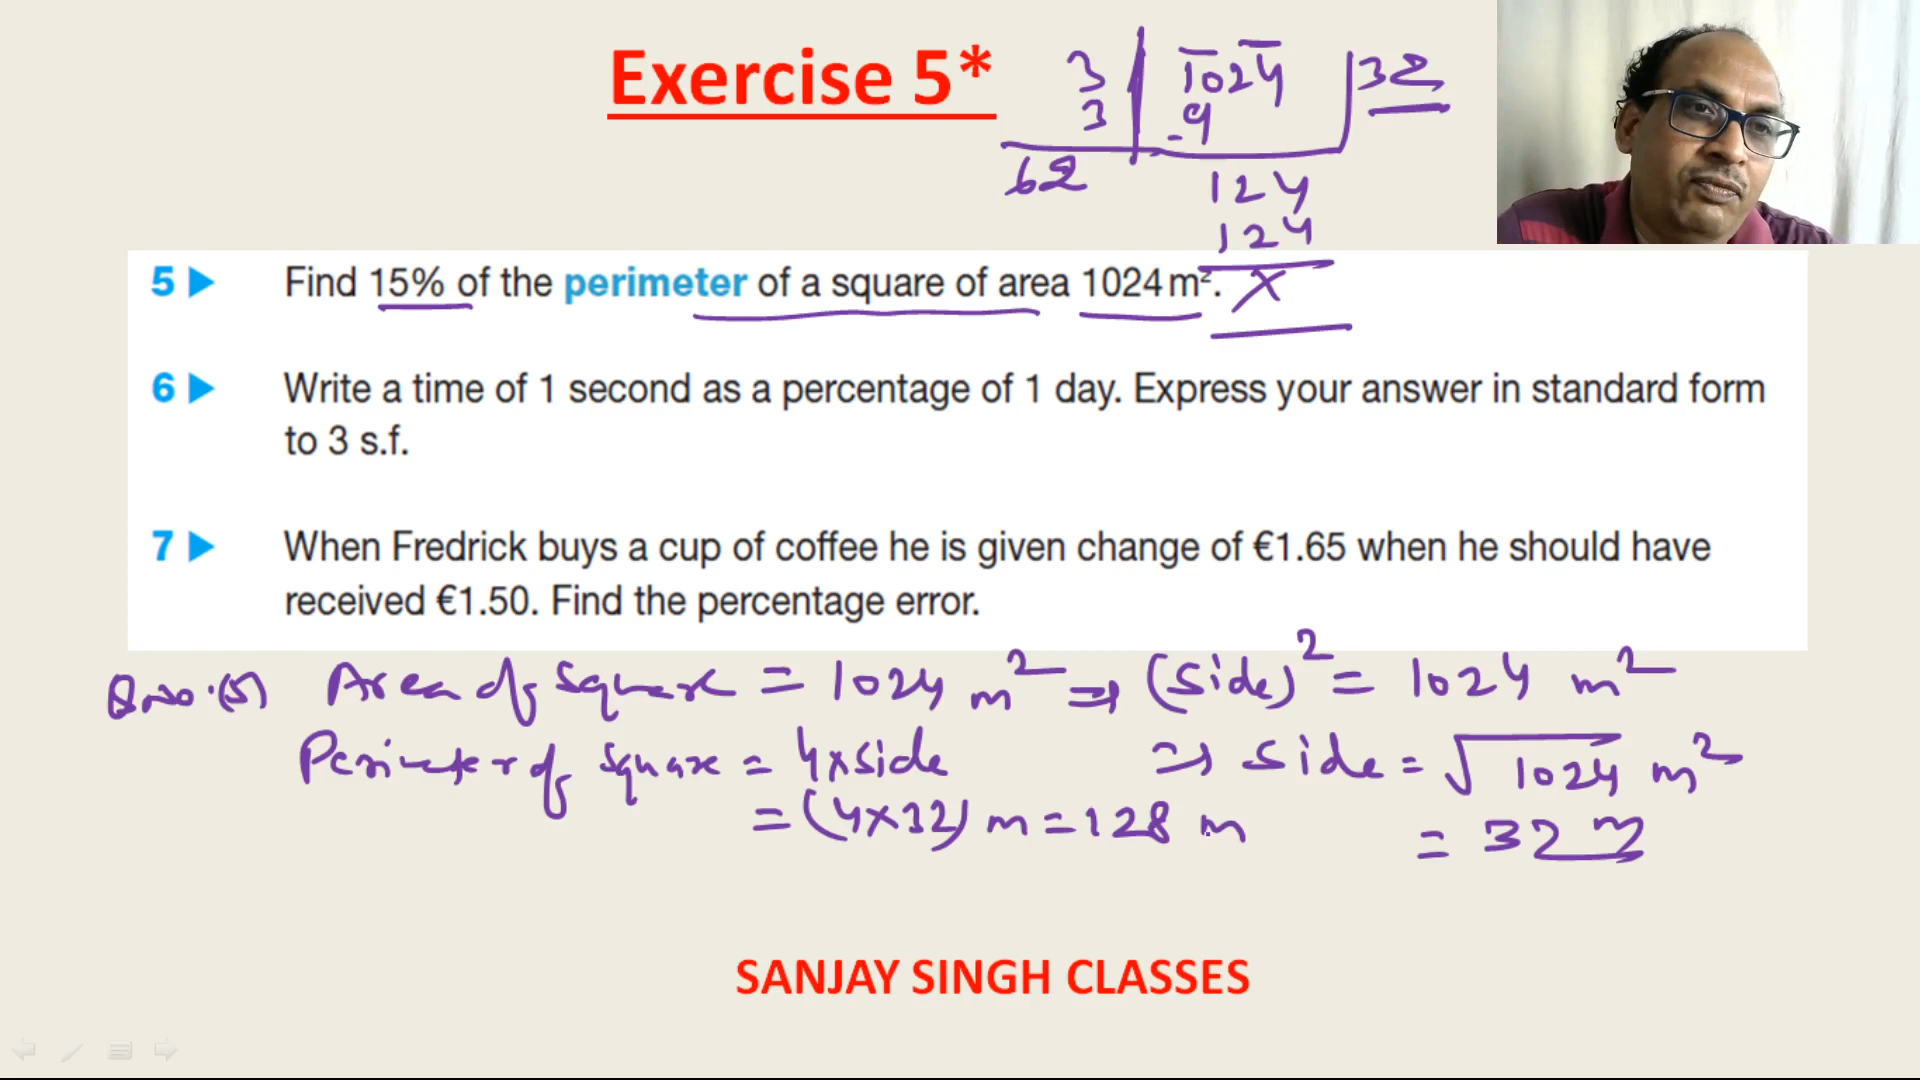 Exercise 5*
3 1024 32
3 -9
62 124
124
X
5 ▶ Find 15% of the perimeter of a square of area 1024 m².
6 ▶ Write a time of 1 second as a percentage of 1 day. Express your answer in standard form
to 3 s.f.
7 ▶ When Fredrick buys a cup of coffee he is given change of €1.65 when he should have
received €1.50. Find the percentage error.
Q no.(5) Area of square = 1024 m² ⇒ (side)² = 1024 m²
Perimeter of square = 4×side ⇒ side = √1024 m²
= (4×32) m = 128 m = 32 m
SANJAY SINGH CLASSES